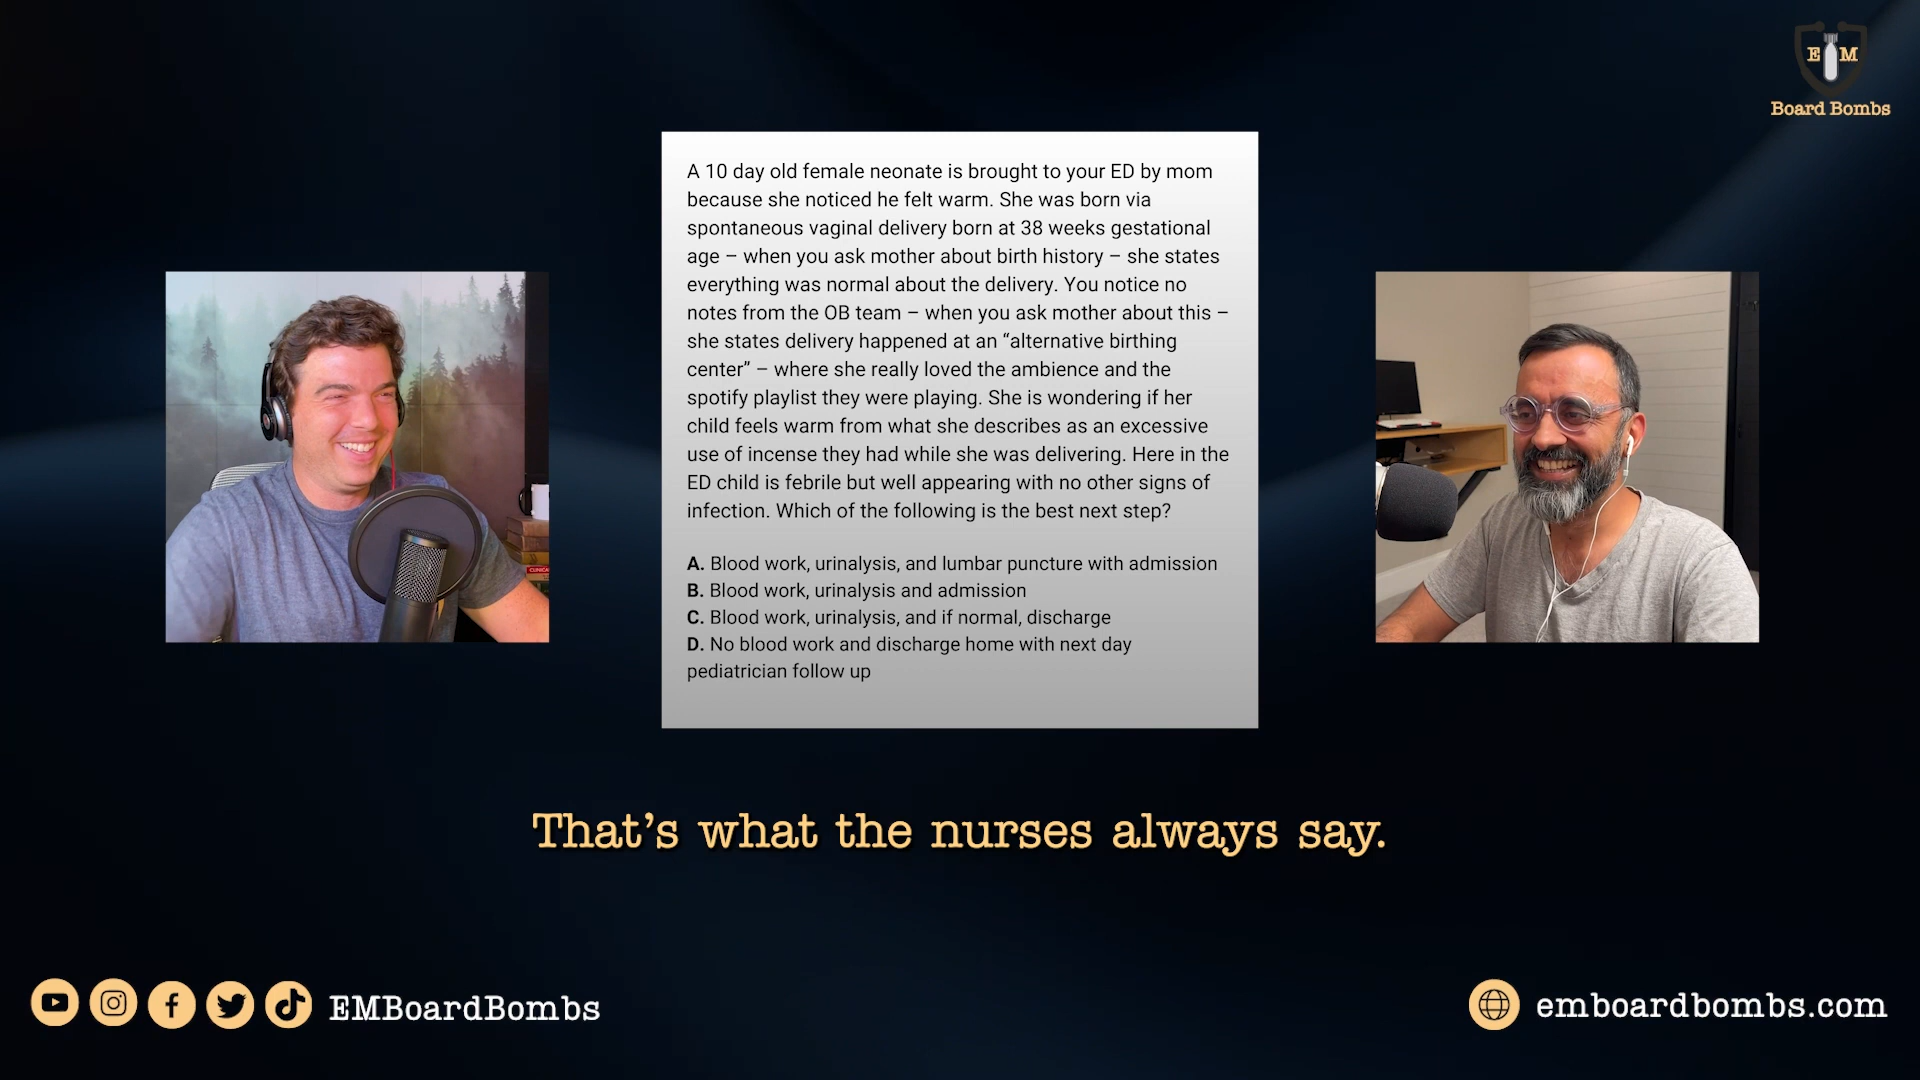 E M
Board Bombs
A 10 day old female neonate is brought to your ED by mom
because she noticed he felt warm. She was born via
spontaneous vaginal delivery born at 38 weeks gestational
age – when you ask mother about birth history – she states
everything was normal about the delivery. You notice no
notes from the OB team – when you ask mother about this –
she states delivery happened at an “alternative birthing
center” – where she really loved the ambience and the
spotify playlist they were playing. She is wondering if her
child feels warm from what she describes as an excessive
use of incense they had while she was delivering. Here in the
ED child is febrile but well appearing with no other signs of
infection. Which of the following is the best next step?
A. Blood work, urinalysis, and lumbar puncture with admission
B. Blood work, urinalysis and admission
C. Blood work, urinalysis, and if normal, discharge
D. No blood work and discharge home with next day
pediatrician follow up
That’s what the nurses always say.
EMBoardBombs
emboardbombs.com